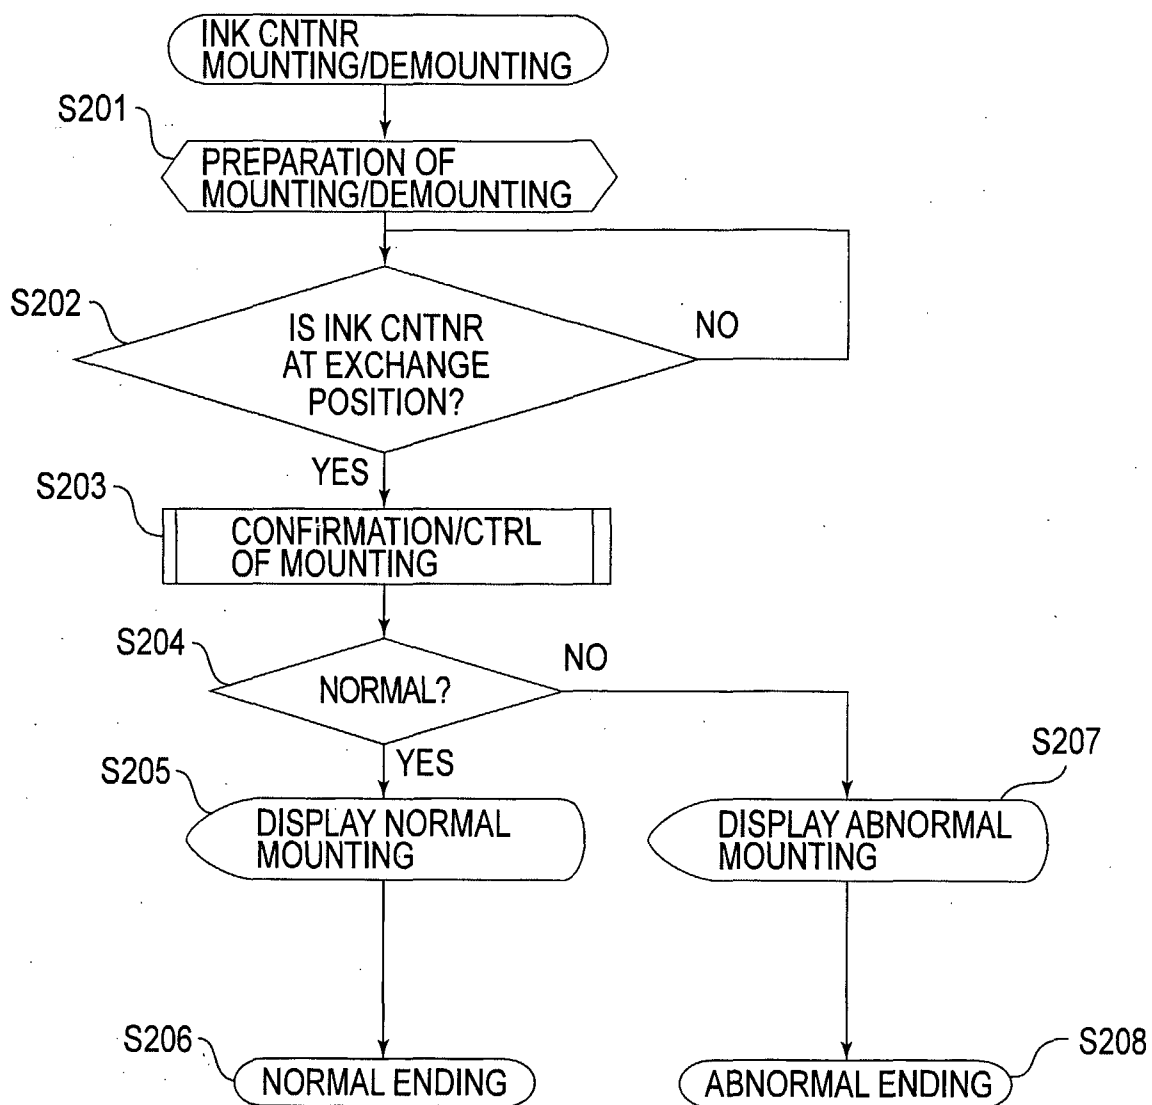 INK CNTNR
MOUNTING/DEMOUNTING
S201
PREPARATION OF
MOUNTING/DEMOUNTING
S202
IS INK CNTNR
AT EXCHANGE
POSITION?
NO
YES
S203
CONFIRMATION/CTRL
OF MOUNTING
S204
NORMAL?
NO
YES
S205
DISPLAY NORMAL
MOUNTING
S207
DISPLAY ABNORMAL
MOUNTING
S206
NORMAL ENDING
S208
ABNORMAL ENDING